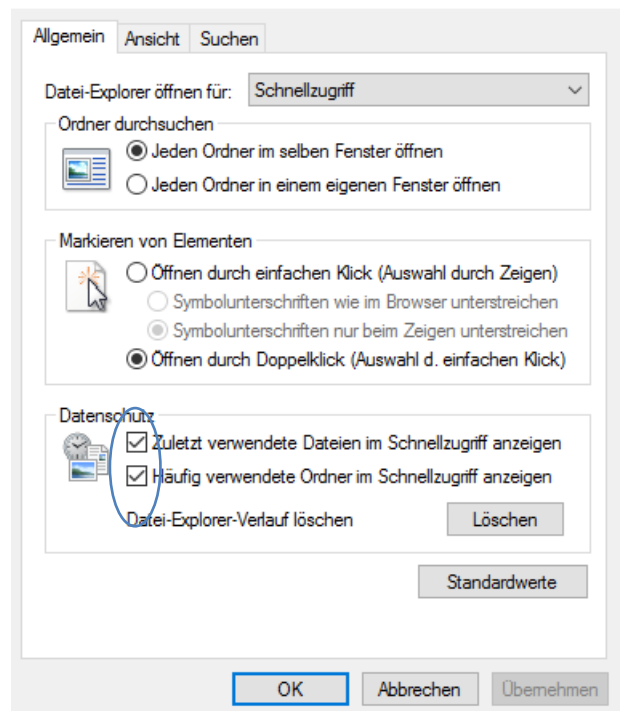 Allgemein Ansicht Suchen
Datei-Explorer öffnen für: Schnellzugriff
Ordner durchsuchen
Jeden Ordner im selben Fenster öffnen
Jeden Ordner in einem eigenen Fenster öffnen
Markieren von Elementen
Öffnen durch einfachen Klick (Auswahl durch Zeigen)
Symbolunterschriften wie im Browser unterstreichen
Symbolunterschriften nur beim Zeigen unterstreichen
Öffnen durch Doppelklick (Auswahl d. einfachen Klick)
Datenschutz
Zuletzt verwendete Dateien im Schnellzugriff anzeigen
Häufig verwendete Ordner im Schnellzugriff anzeigen
Datei-Explorer-Verlauf löschen Löschen
Standardwerte
OK Abbrechen Übernehmen